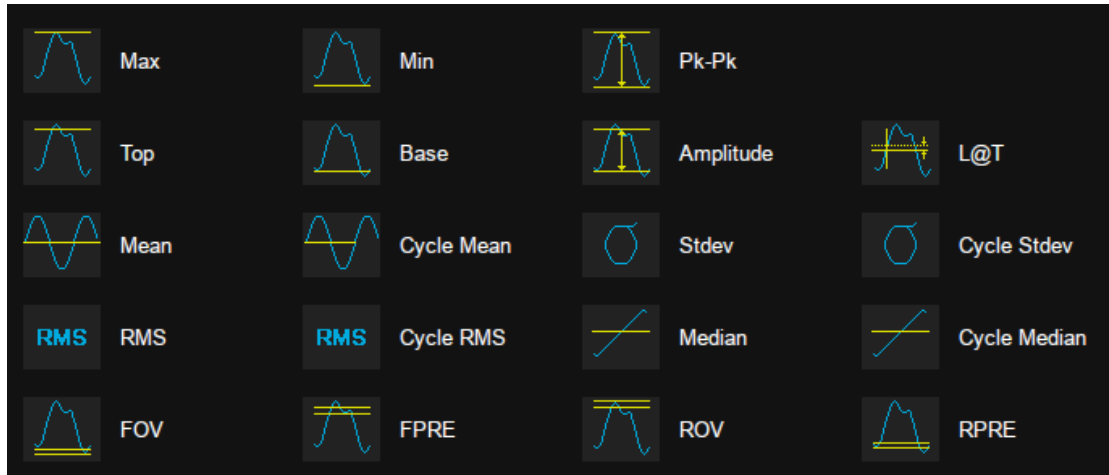 Max Min Pk-Pk
Top Base Amplitude L@T
Mean Cycle Mean Stdev Cycle Stdev
RMS RMS RMS Cycle RMS Median Cycle Median
FOV FPRE ROV RPRE